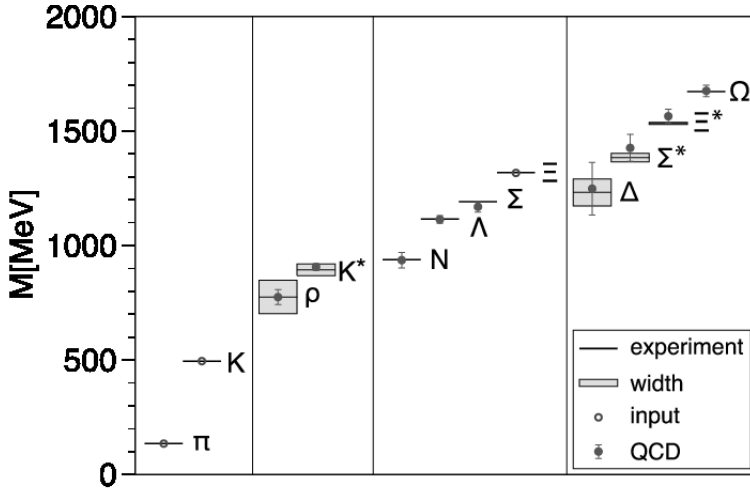 2000
1500
1000
500
0
M[MeV]
π
K
ρ
K*
N
Λ
Σ
Ξ
Δ
Σ*
Ξ*
Ω
experiment
width
input
QCD